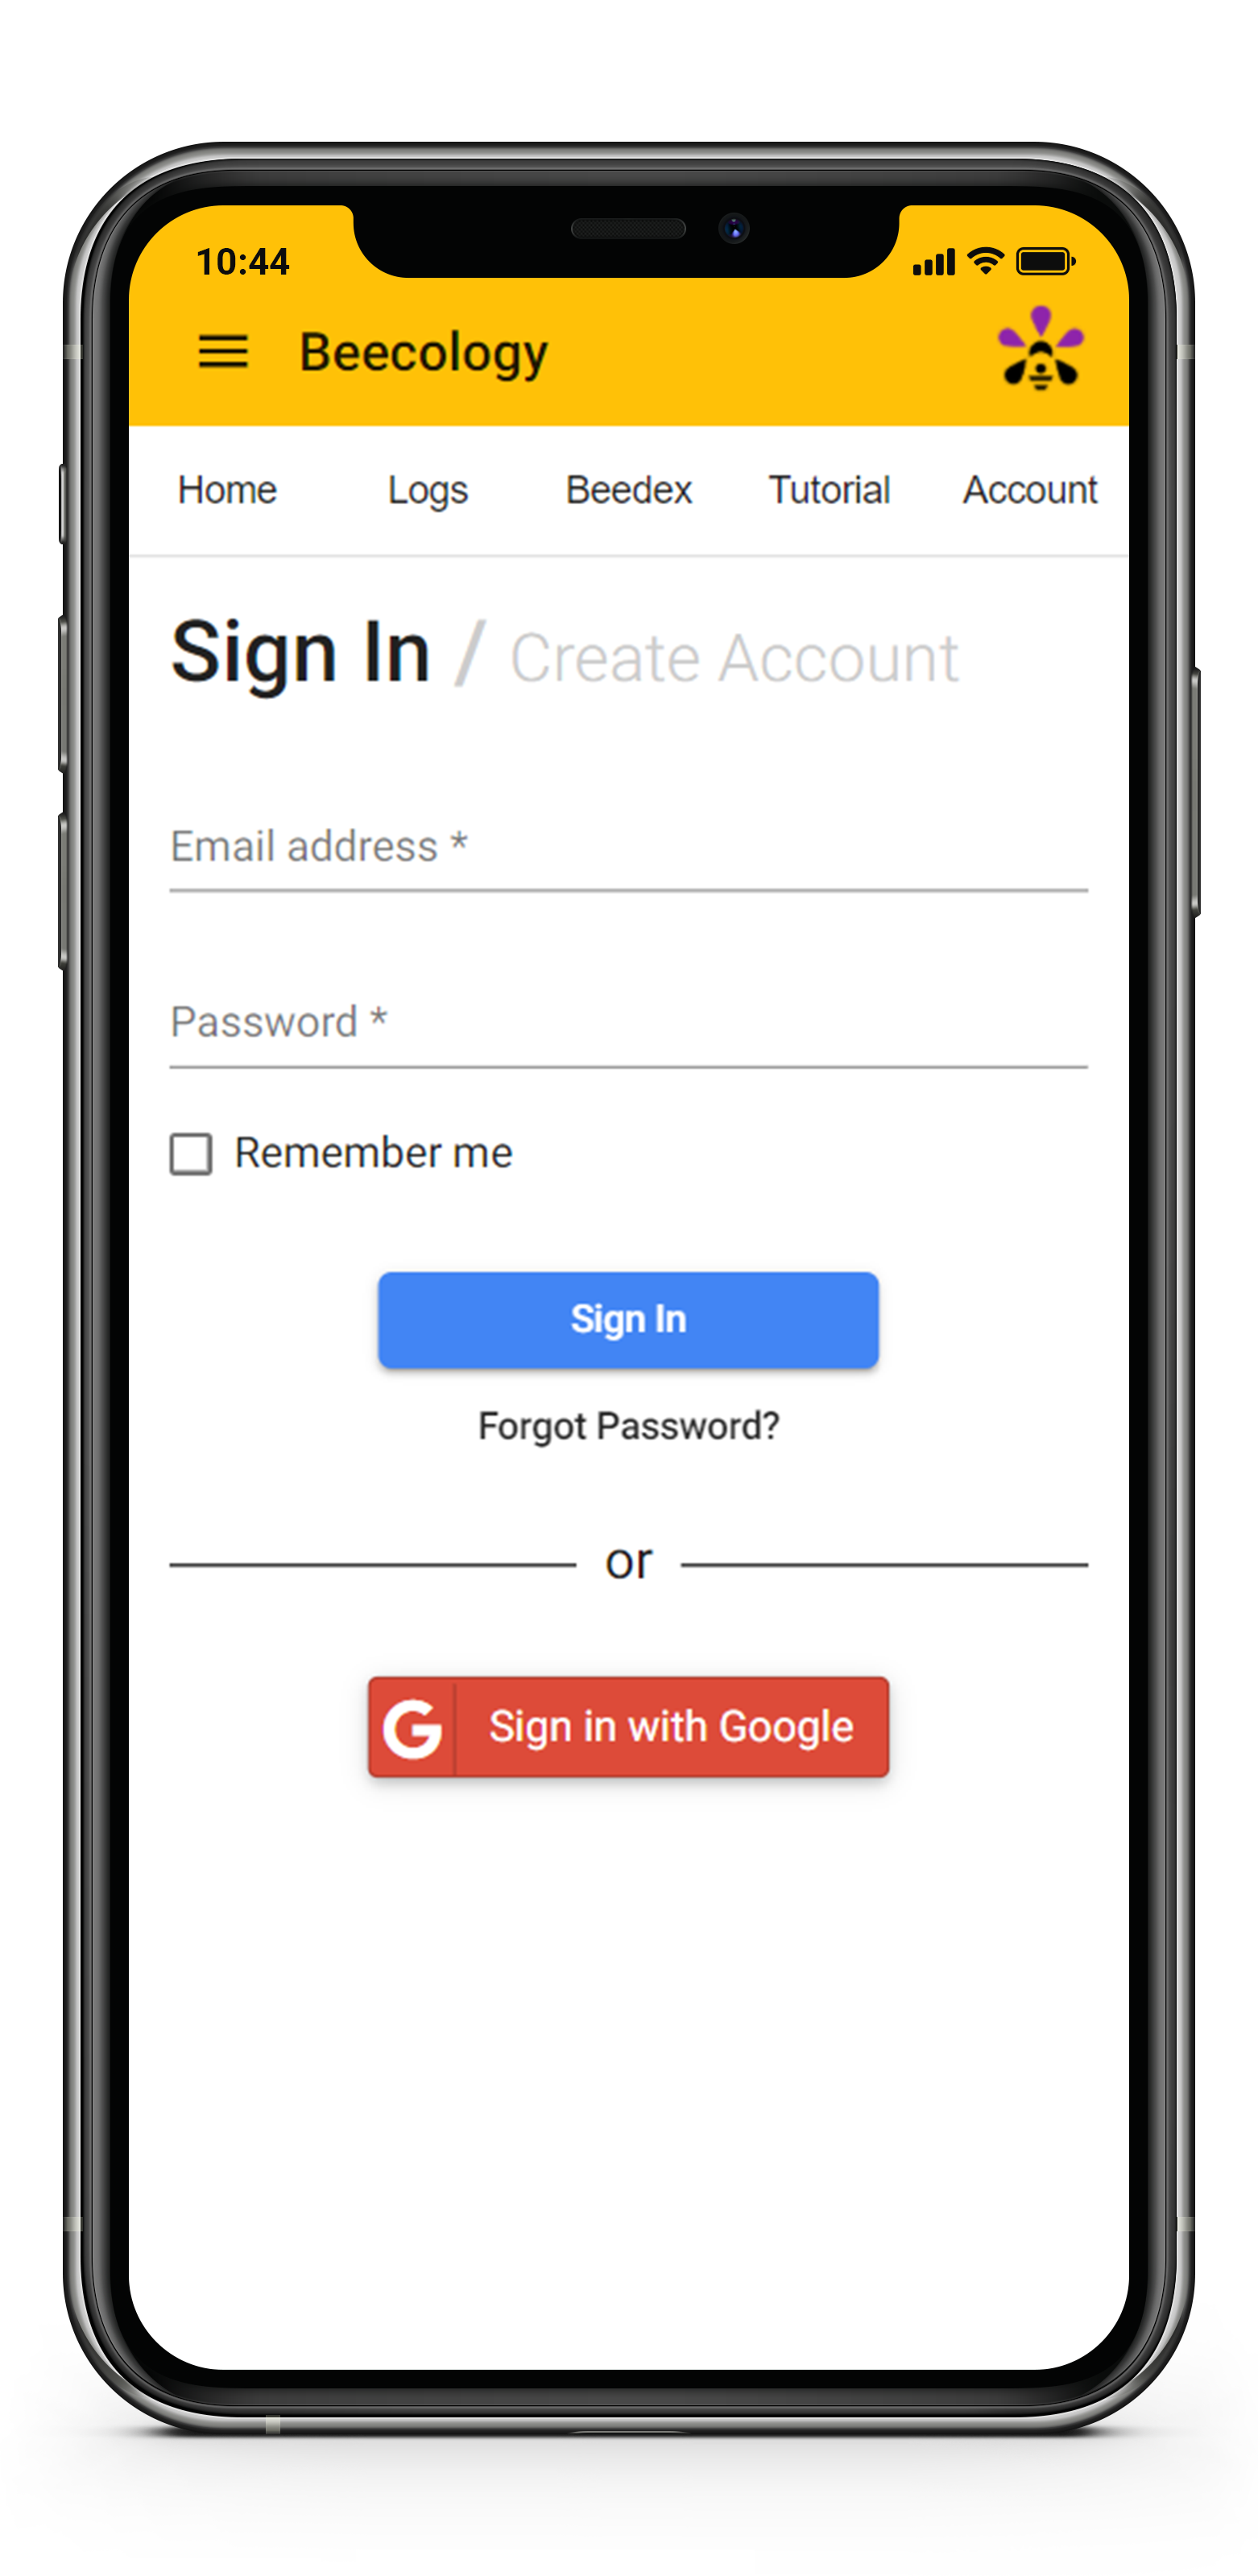 10:44
Beecology
Home Logs Beedex Tutorial Account
Sign In / Create Account
Email address *
Password *
Remember me
Sign In
Forgot Password?
or
G Sign in with Google